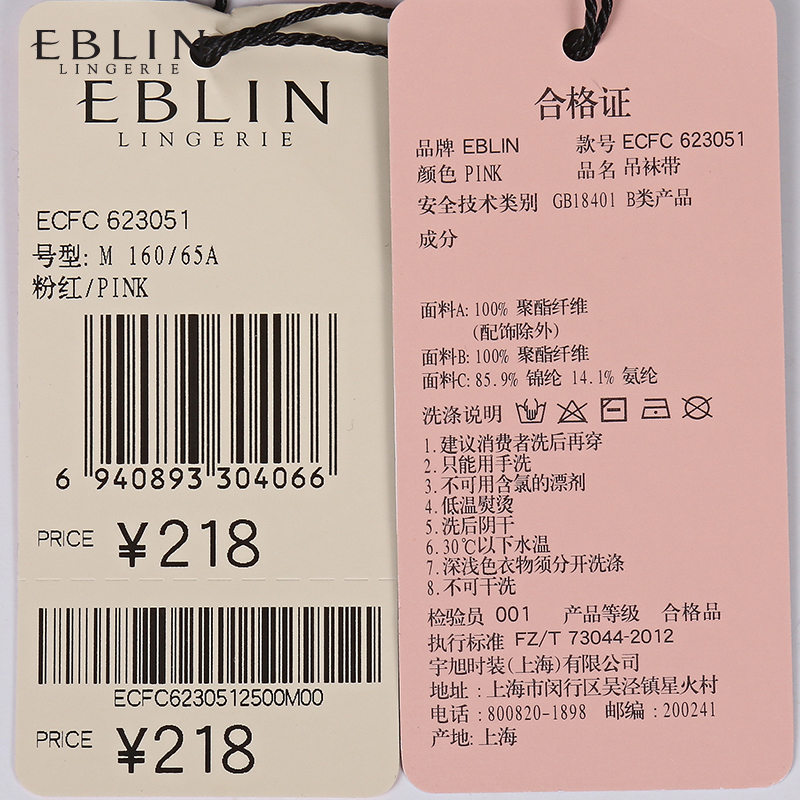 EBLIN
LINGERIE
EBLIN
LINGERIE
ECFC 623051
号型: M 160/65A
粉红/PINK
6 940893 304066
PRICE ¥218
ECFC6230512500M00
PRICE ¥218
合格证
品牌 EBLIN 款号 ECFC 623051
颜色 PINK 品名 吊袜带
安全技术类别 GB18401 B类产品
成分
面料A: 100% 聚酯纤维
(配饰除外)
面料B: 100% 聚酯纤维
面料C: 85.9% 锦纶 14.1% 氨纶
洗涤说明
1.建议消费者洗后再穿
2.只能用手洗
3.不可用含氯的漂剂
4.低温熨烫
5.洗后阴干
6.30℃以下水温
7.深浅色衣物须分开洗涤
8.不可干洗
检验员 001 产品等级 合格品
执行标准 FZ/T 73044-2012
宇旭时装(上海)有限公司
地址:上海市闵行区吴泾镇星火村
电话:800820-1898 邮编:200241
产地:上海